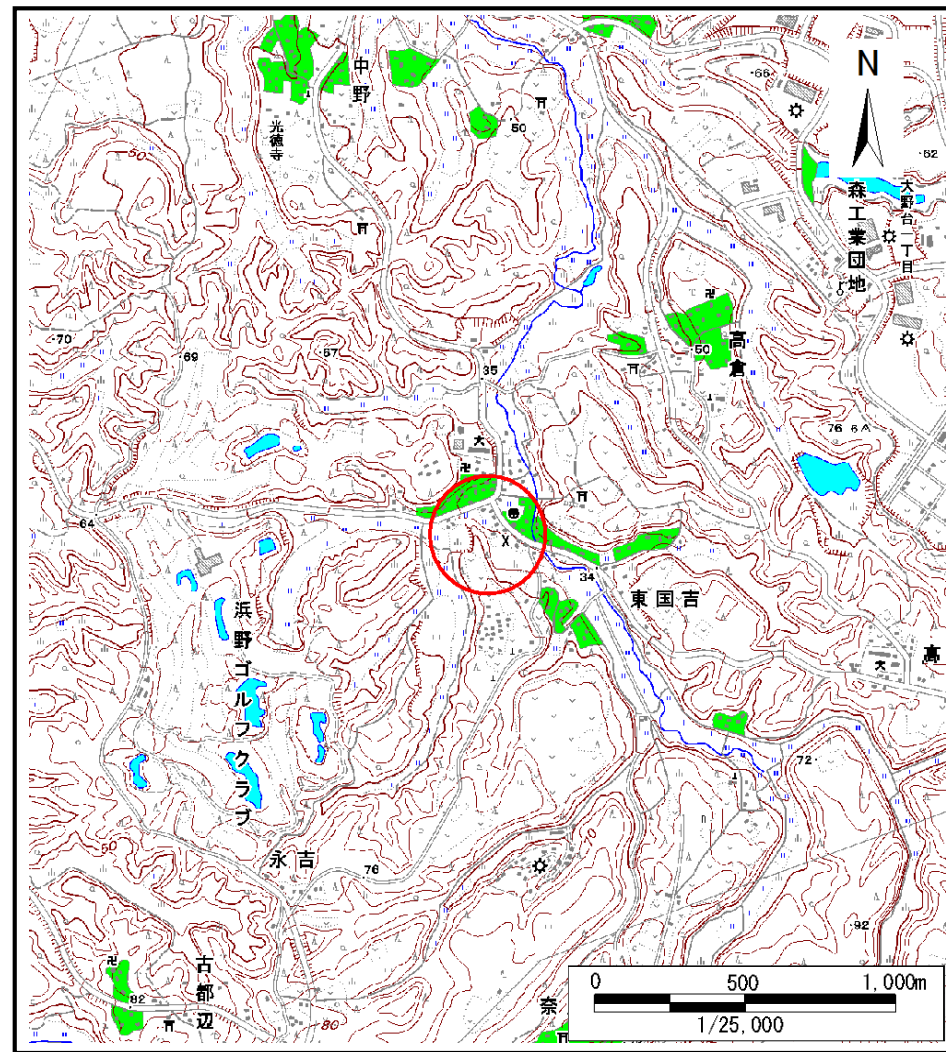 中野
光徳寺
50
・66
N
・62
森工業団地
大野台一丁目
50
・70
69
・67
35
高倉
50
76
64
34
東国吉
浜野ゴルフクラブ
高
72・
50
永吉
76
・92
古都辺
82
80
奈
0 500 1,000m
1/25,000